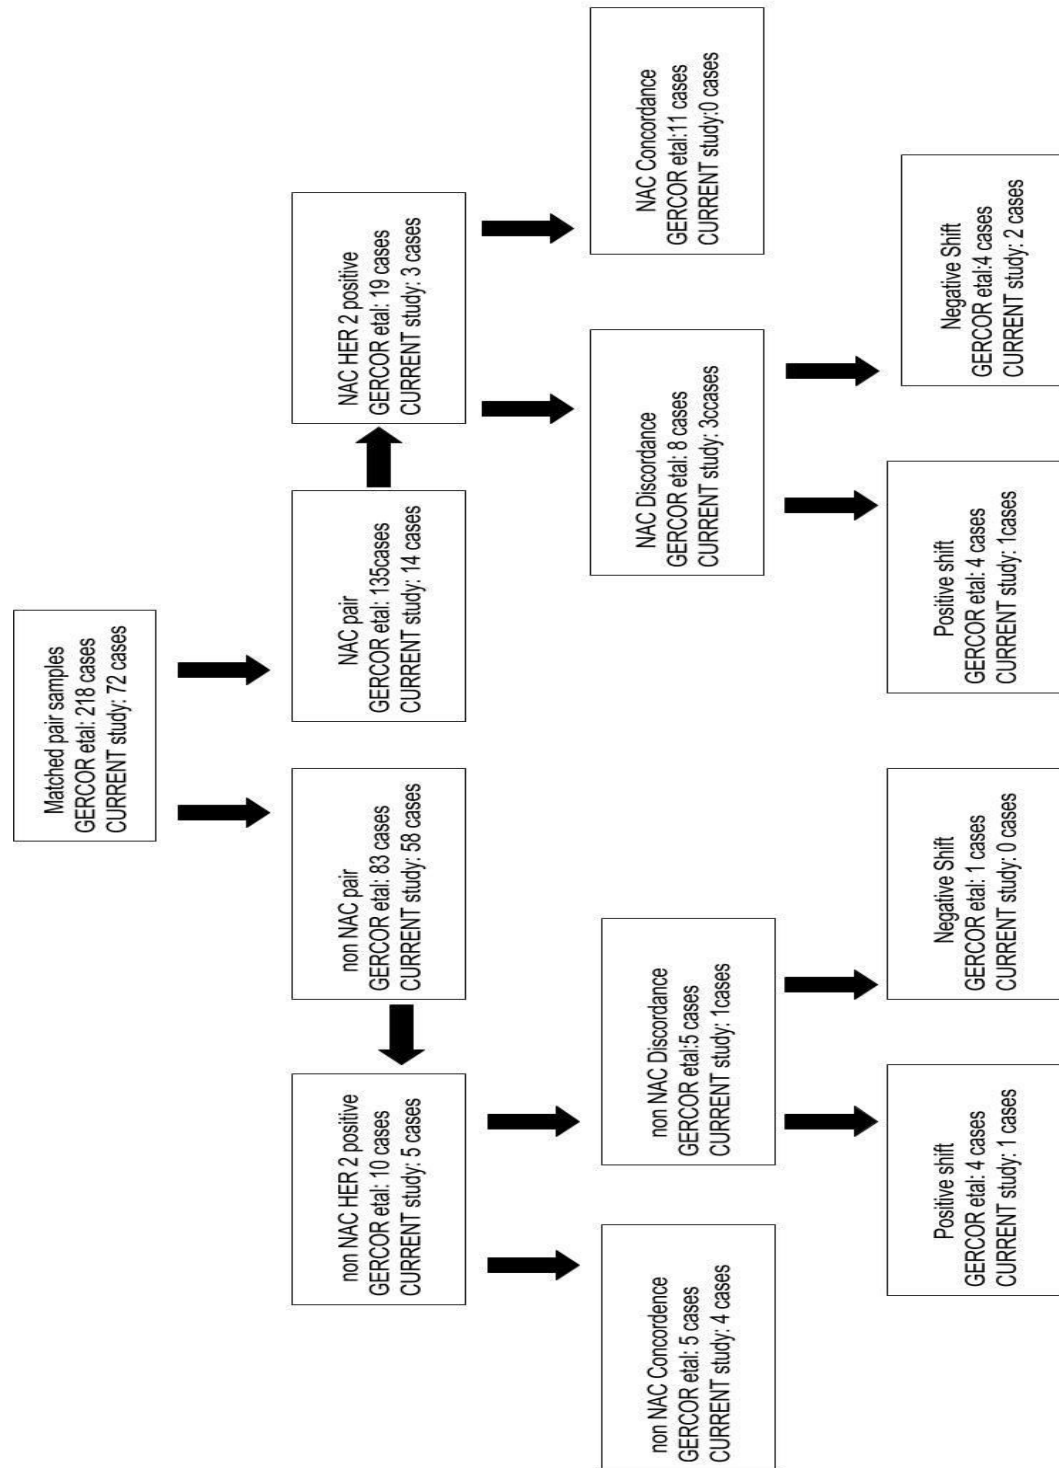 Matched pair samples
GERCOR etal: 218 cases
CURRENT study: 72 cases
non NAC pair
GERCOR etal: 83 cases
CURRENT study: 58 cases
NAC pair
GERCOR etal: 135cases
CURRENT study: 14 cases
non NAC HER 2 positive
GERCOR etal: 10 cases
CURRENT study: 5 cases
NAC HER 2 positive
GERCOR etal: 19 cases
CURRENT study: 3 cases
non NAC Concordence
GERCOR etal: 5 cases
CURRENT study: 4 cases
non NAC Discordance
GERCOR etal:5 cases
CURRENT study: 1cases
NAC Discordance
GERCOR etal: 8 cases
CURRENT study: 3ccases
NAC Concordance
GERCOR etal:11 cases
CURRENT study:0 cases
Positive shift
GERCOR etal: 4 cases
CURRENT study: 1 cases
Negative Shift
GERCOR etal: 1 cases
CURRENT study: 0 cases
Positive shift
GERCOR etal: 4 cases
CURRENT study: 1cases
Negative Shift
GERCOR etal:4 cases
CURRENT study: 2 cases